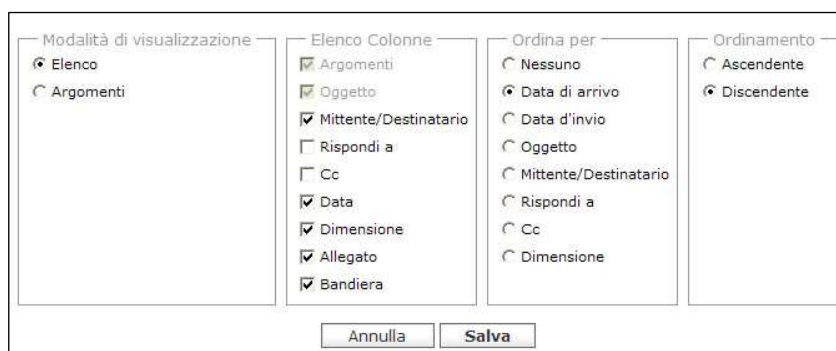 Modalità di visualizzazione
Elenco
Argomenti
Elenco Colonne
Argomenti
Oggetto
Mittente/Destinatario
Rispondi a
Cc
Data
Dimensione
Allegato
Bandiera
Ordina per
Nessuno
Data di arrivo
Data d'invio
Oggetto
Mittente/Destinatario
Rispondi a
Cc
Dimensione
Ordinamento
Ascendente
Discendente
Annulla
Salva